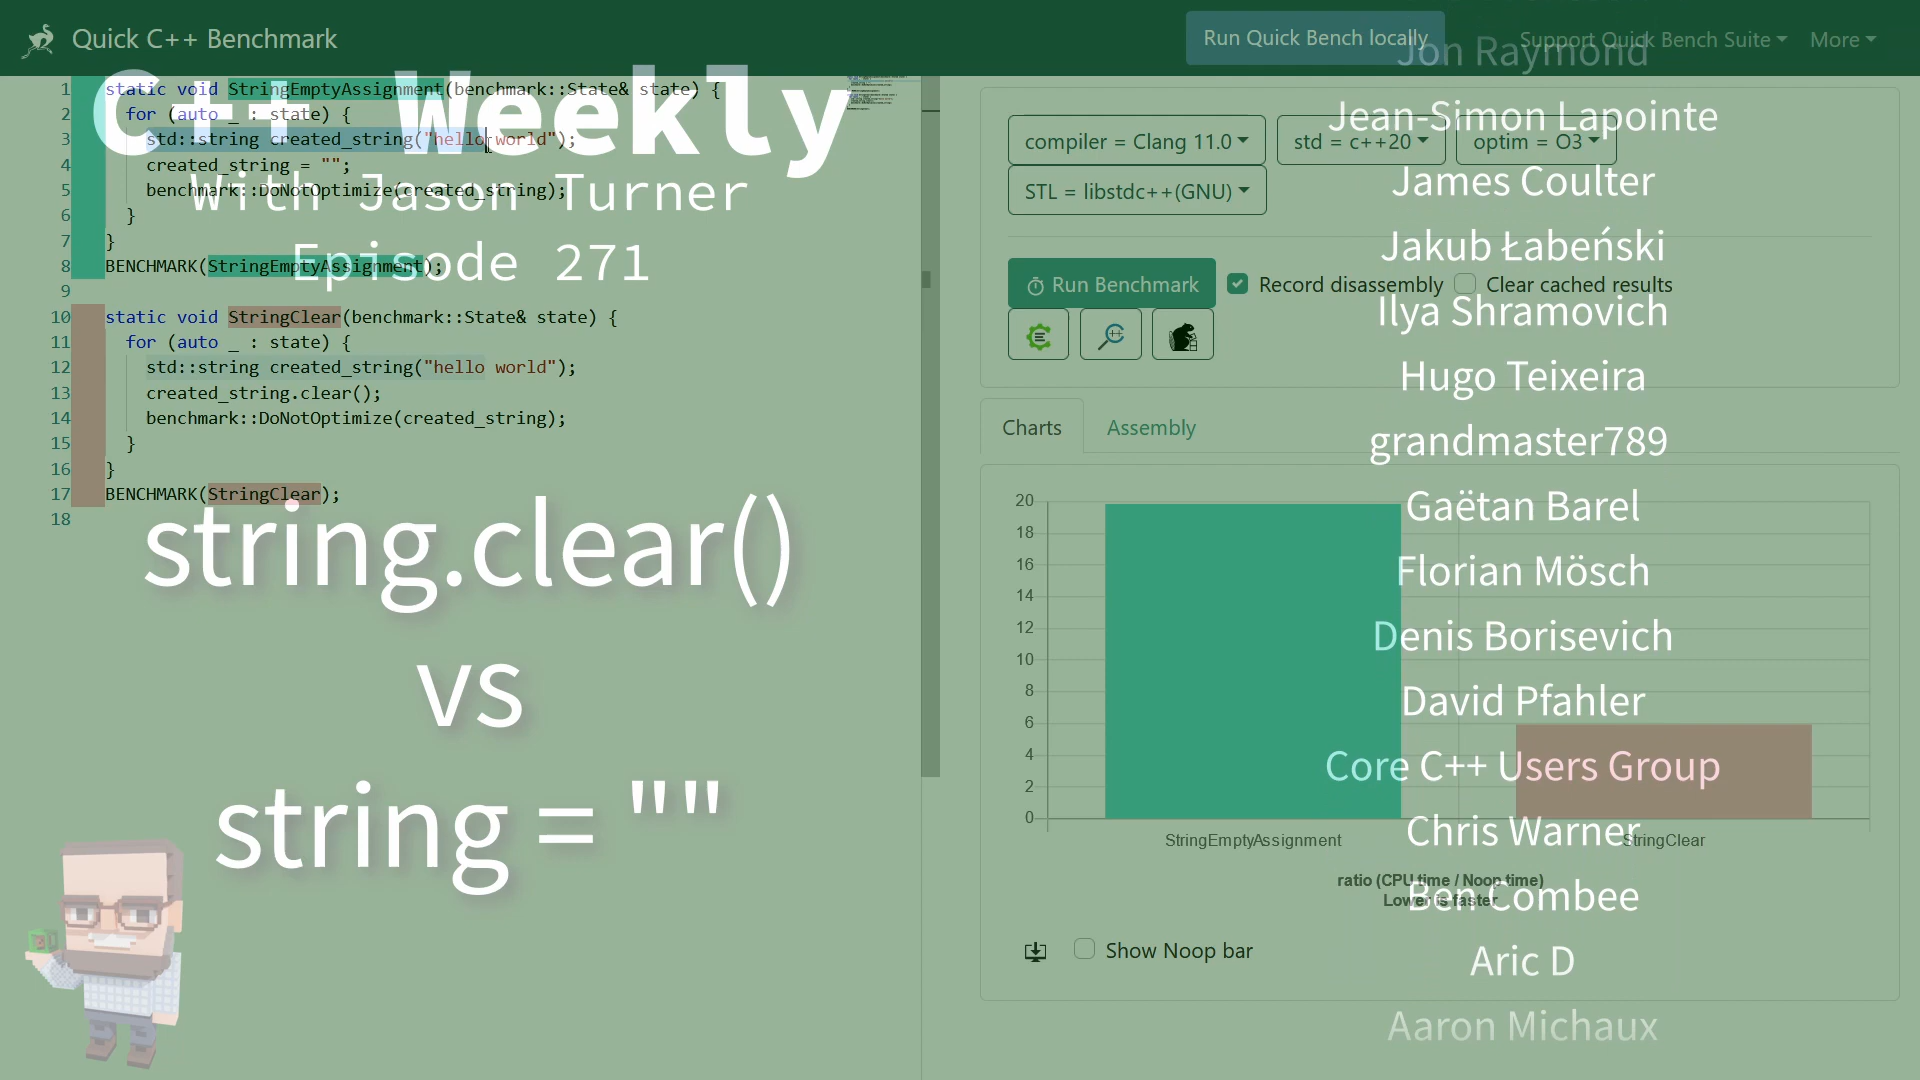 Quick C++ Benchmark
Run Quick Bench locally
Support Quick Bench Suite
More
1 static void StringEmptyAssignment(benchmark::State& state) {
2 for (auto _ : state) {
3 std::string created_string("hello world");
4 created_string = "";
5 benchmark::DoNotOptimize(created_string);
6 }
7 }
8 BENCHMARK(StringEmptyAssignment);
9
10 static void StringClear(benchmark::State& state) {
11 for (auto _ : state) {
12 std::string created_string("hello world");
13 created_string.clear();
14 benchmark::DoNotOptimize(created_string);
15 }
16 }
17 BENCHMARK(StringClear);
18
C++ Weekly
With Jason Turner
Episode 271
string.clear()
vs
string = ""
compiler = Clang 11.0
std = c++20
optim = O3
STL = libstdc++(GNU)
Run Benchmark
Record disassembly
Clear cached results
Charts
Assembly
20
18
16
14
12
10
8
6
4
2
0
StringEmptyAssignment
StringClear
ratio (CPU time / Noop time)
Lower is faster
Show Noop bar
Jon Raymond
Jean-Simon Lapointe
James Coulter
Jakub Łabeński
Ilya Shramovich
Hugo Teixeira
grandmaster789
Gaëtan Barel
Florian Mösch
Denis Borisevich
David Pfahler
Core C++ Users Group
Chris Warner
Ben Combee
Aric D
Aaron Michaux